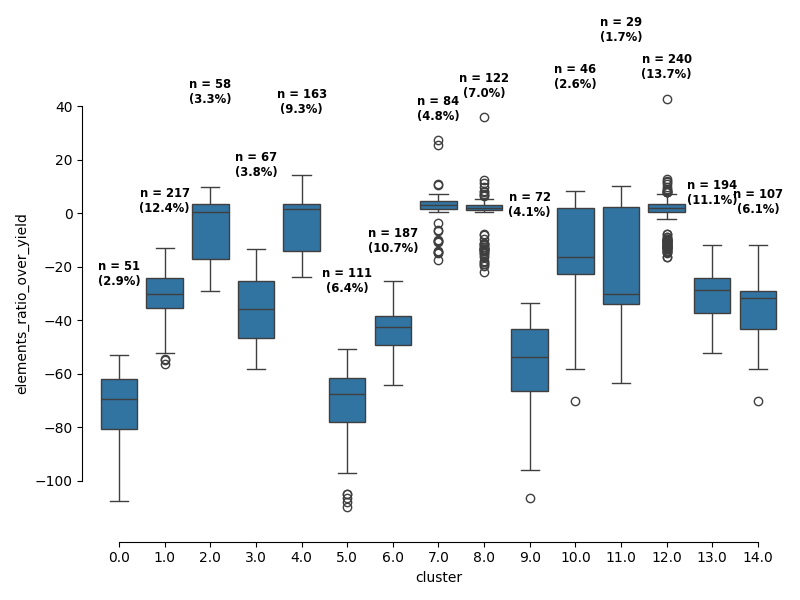 n = 29
(1.7%)
n = 240
(13.7%)
n = 46
(2.6%)
n = 122
(7.0%)
n = 58
(3.3%)
n = 163
(9.3%)
n = 84
(4.8%)
n = 67
(3.8%)
n = 217
(12.4%)
n = 194
(11.1%)
n = 107
(6.1%)
n = 72
(4.1%)
n = 187
(10.7%)
n = 51
(2.9%)
n = 111
(6.4%)
40
20
0
−20
−40
−60
−80
−100
elements_ratio_over_yield
0.0 1.0 2.0 3.0 4.0 5.0 6.0 7.0 8.0 9.0 10.0 11.0 12.0 13.0 14.0
cluster